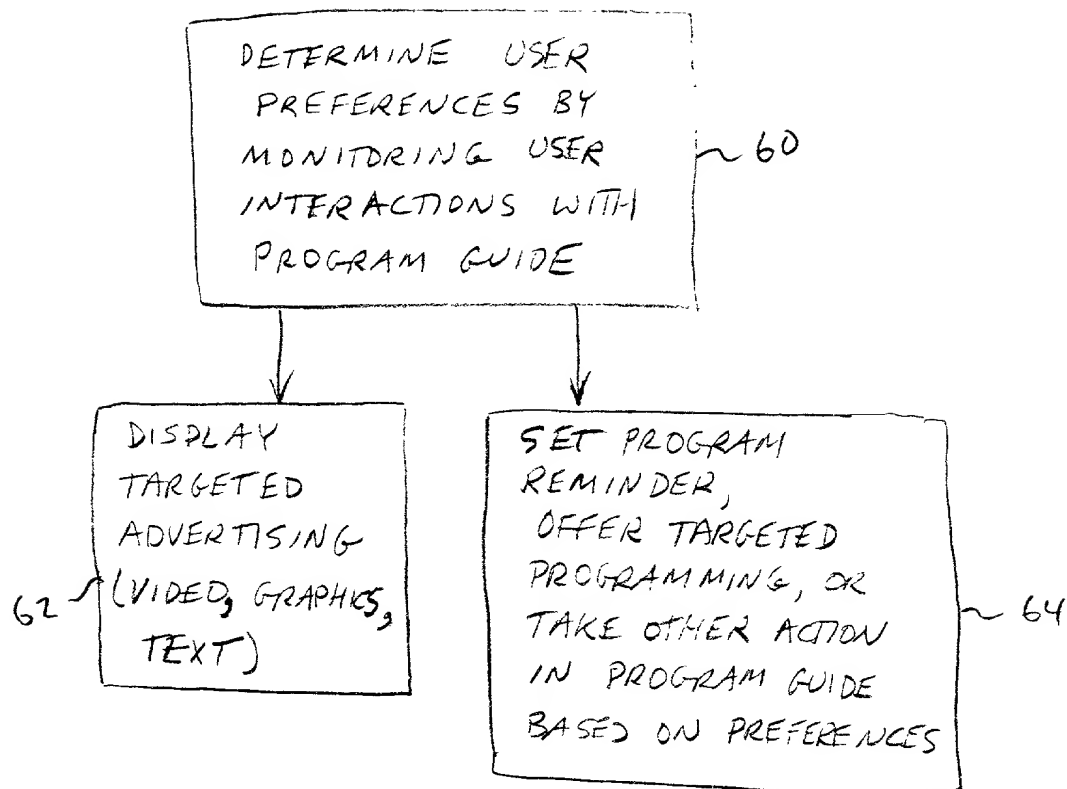 DETERMINE USER
PREFERENCES BY
MONITORING USER
INTERACTIONS WITH
PROGRAM GUIDE
60
DISPLAY
TARGETED
ADVERTISING
(VIDEO, GRAPHICS,
TEXT)
62
SET PROGRAM
REMINDER,
OFFER TARGETED
PROGRAMMING, OR
TAKE OTHER ACTION
IN PROGRAM GUIDE
BASED ON PREFERENCES
64